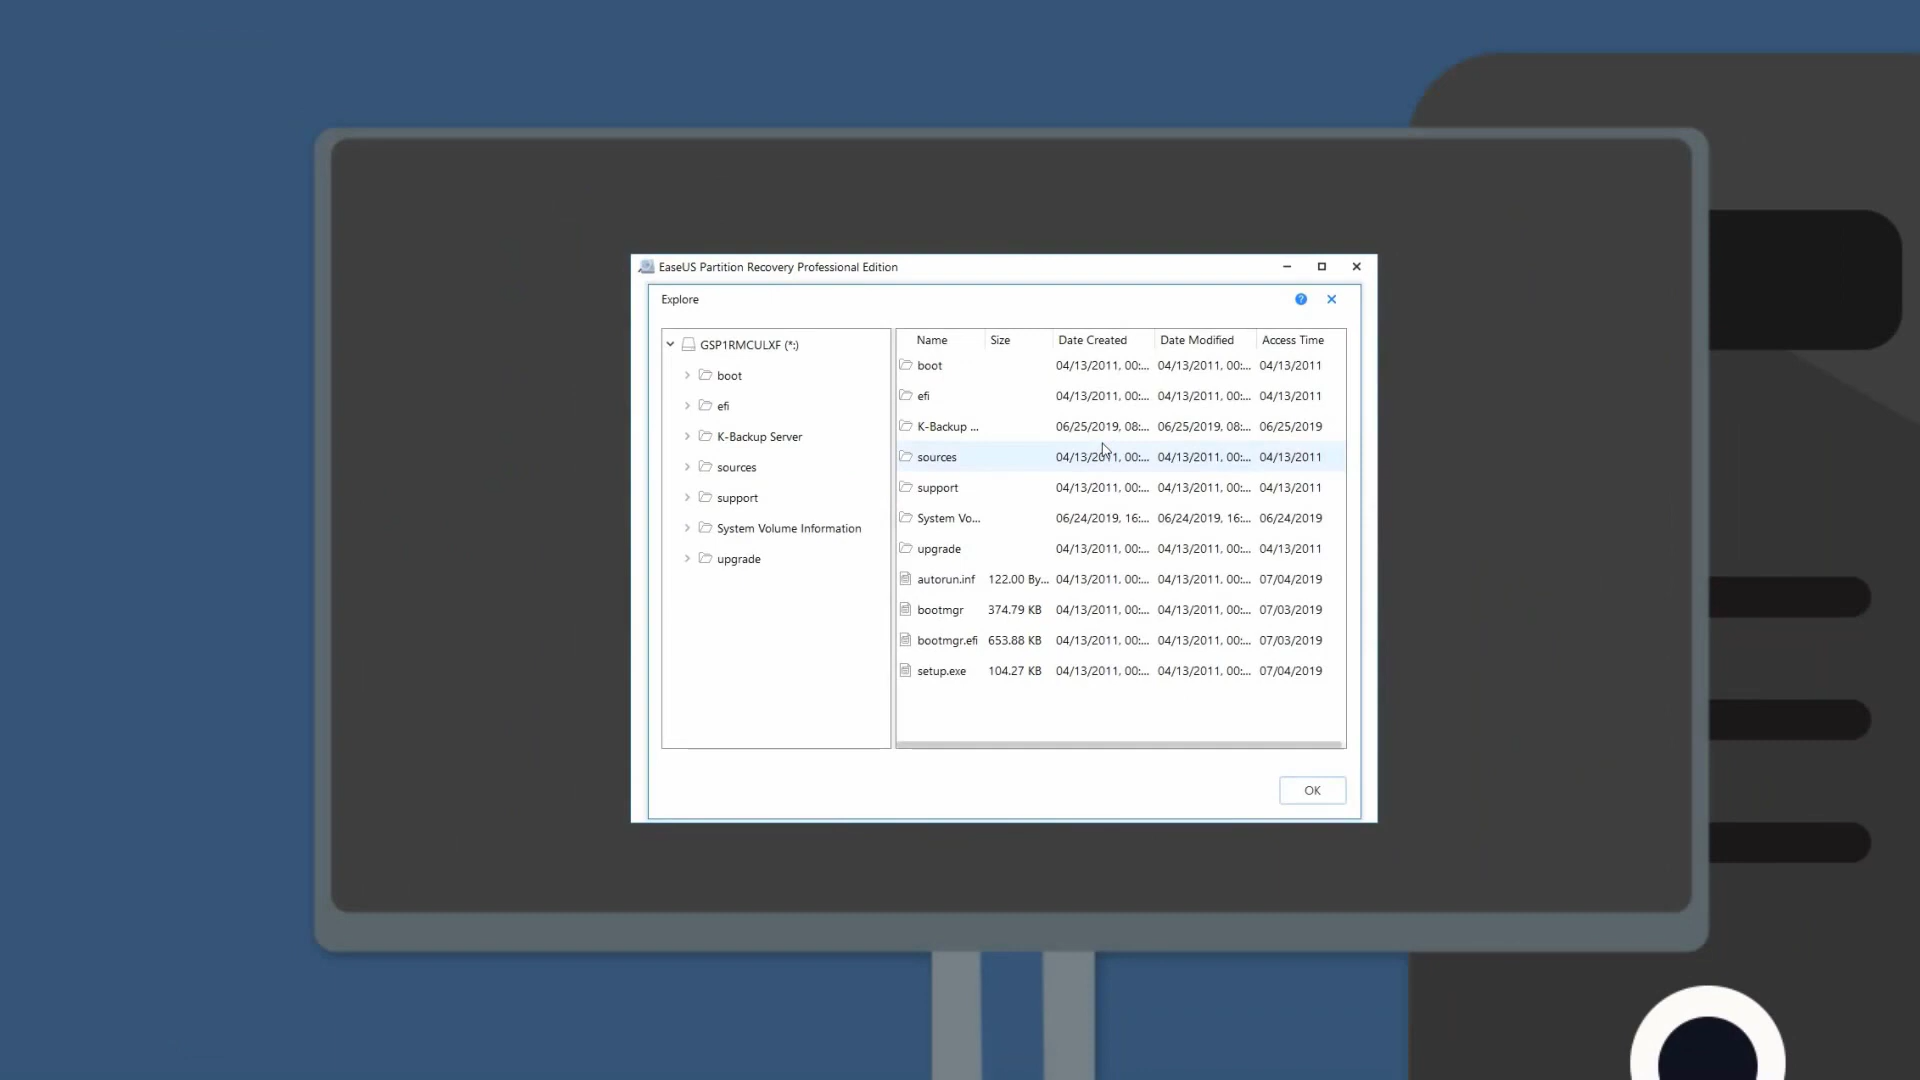 EaseUS Partition Recovery Professional Edition
Explore
?
GSP1RMCULXF (*:)
boot
efi
K-Backup Server
sources
support
System Volume Information
upgrade
Name Size Date Created Date Modified Access Time
boot 04/13/2011, 00:... 04/13/2011, 00:... 04/13/2011
efi 04/13/2011, 00:... 04/13/2011, 00:... 04/13/2011
K-Backup ... 06/25/2019, 08:... 06/25/2019, 08:... 06/25/2019
sources 04/13/2011, 00:... 04/13/2011, 00:... 04/13/2011
support 04/13/2011, 00:... 04/13/2011, 00:... 04/13/2011
System Vo... 06/24/2019, 16:... 06/24/2019, 16:... 06/24/2019
upgrade 04/13/2011, 00:... 04/13/2011, 00:... 04/13/2011
autorun.inf 122.00 By... 04/13/2011, 00:... 04/13/2011, 00:... 07/04/2019
bootmgr 374.79 KB 04/13/2011, 00:... 04/13/2011, 00:... 07/03/2019
bootmgr.efi 653.88 KB 04/13/2011, 00:... 04/13/2011, 00:... 07/03/2019
setup.exe 104.27 KB 04/13/2011, 00:... 04/13/2011, 00:... 07/04/2019
OK